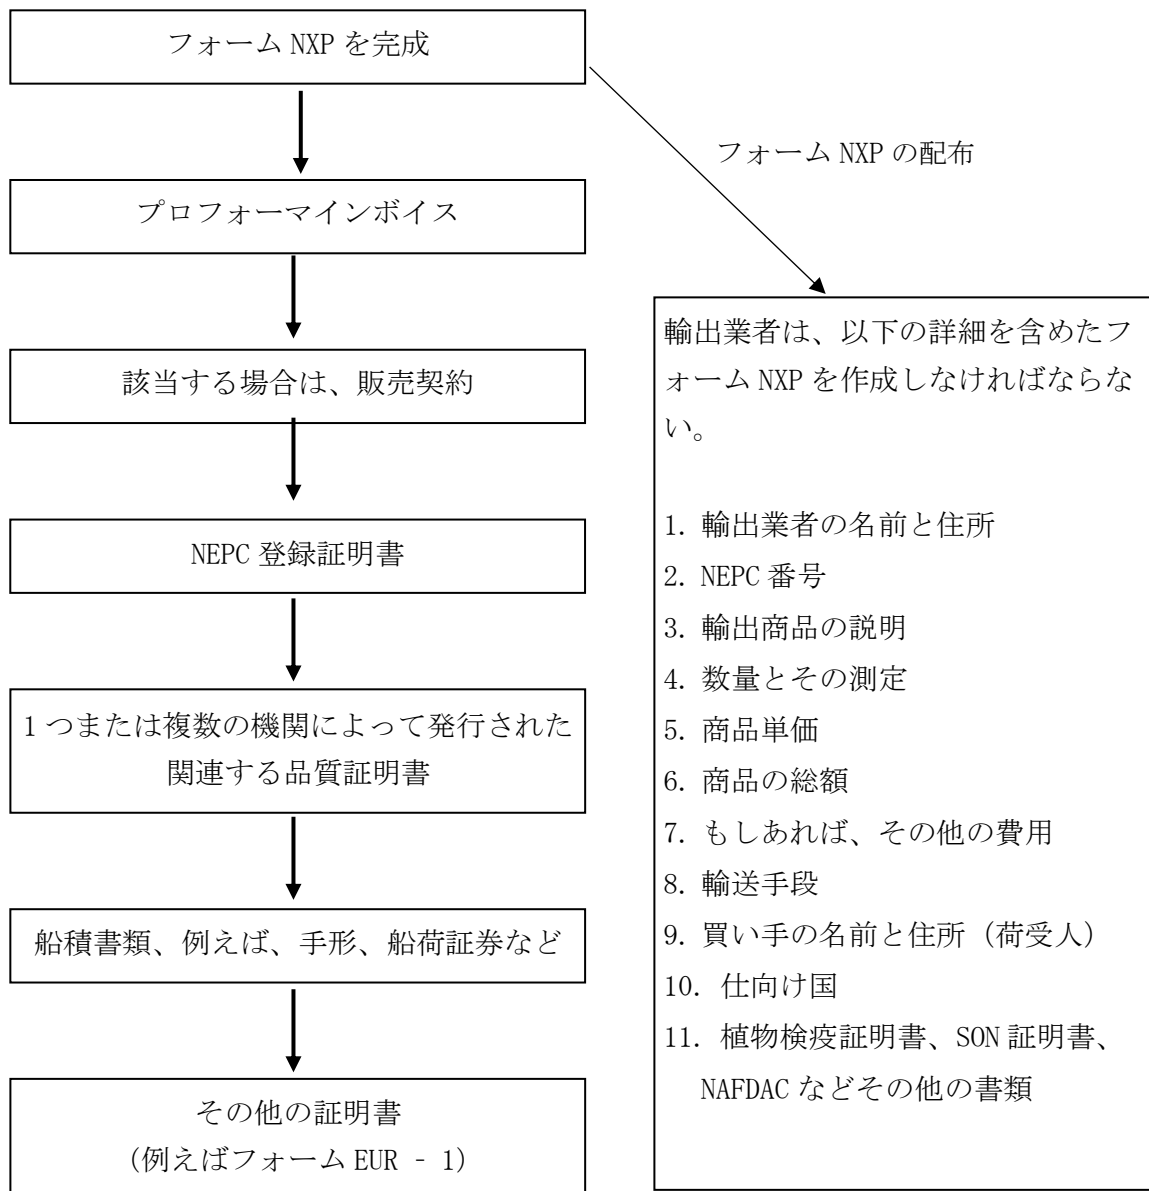 フォーム NXP を完成
フォーム NXP の配布
プロフォーマインボイス
該当する場合は、販売契約
NEPC 登録証明書
1 つまたは複数の機関によって発行された
関連する品質証明書
船積書類、例えば、手形、船荷証券など
その他の証明書
（例えばフォーム EUR‐1）
輸出業者は、以下の詳細を含めたフ
ォーム NXP を作成しなければならな
い。
1. 輸出業者の名前と住所
2. NEPC 番号
3. 輸出商品の説明
4. 数量とその測定
5. 商品単価
6. 商品の総額
7. もしあれば、その他の費用
8. 輸送手段
9. 買い手の名前と住所（荷受人）
10. 仕向け国
11. 植物検疫証明書、SON 証明書、
NAFDAC などその他の書類